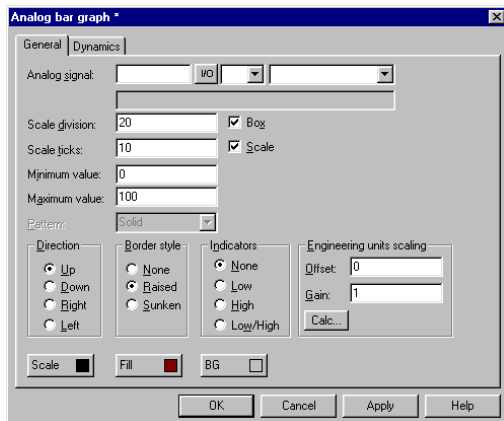 Analog bar graph *
General Dynamics
Analog signal: I/O
Scale division: 20 Box
Scale ticks: 10 Scale
Minimum value: 0
Maximum value: 100
Pattern: Solid
Direction Border style Indicators Engineering units scaling
Up None None Offset: 0
Down Raised Low Gain: 1
Right Sunken High Calc...
Left Low/High
Scale Fill BG
OK Cancel Apply Help